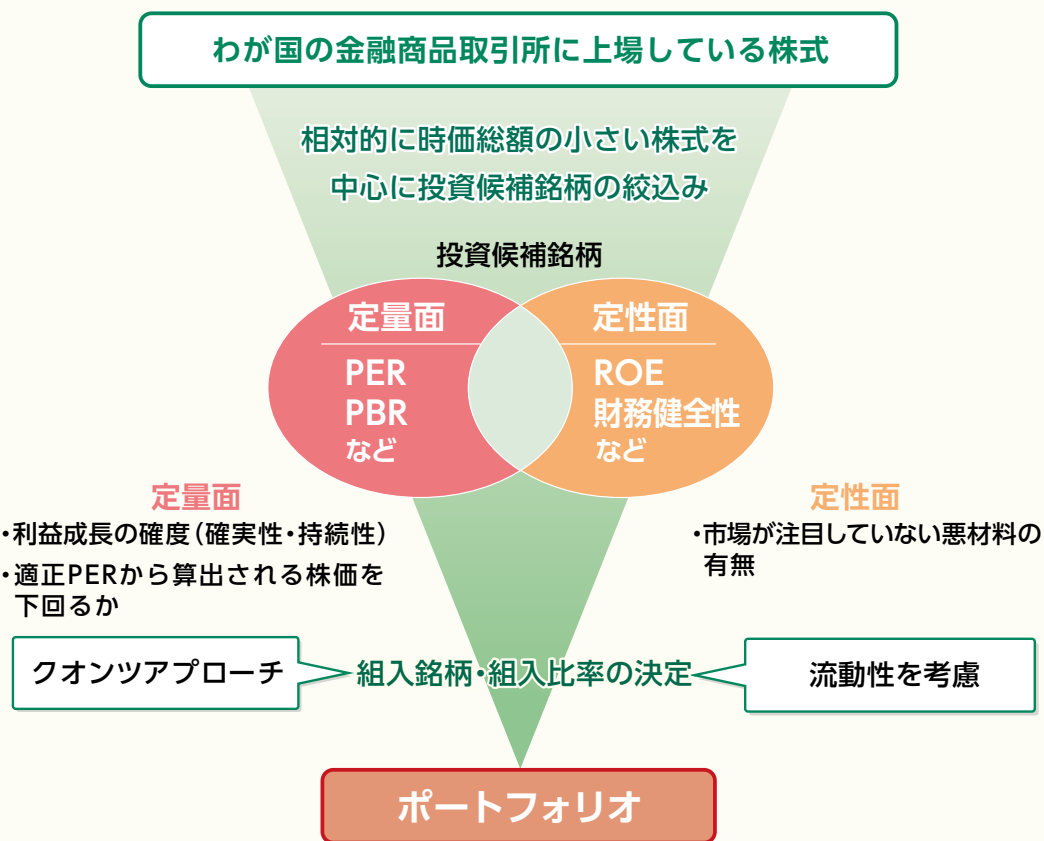 わが国の金融商品取引所に上場している株式
相対的に時価総額の小さい株式を
中心に投資候補銘柄の絞込み
投資候補銘柄
定量面
PER
PBR
など
定性面
ROE
財務健全性
など
定量面
・利益成長の確度(確実性・持続性)
・適正PERから算出される株価を
下回るか
定性面
・市場が注目していない悪材料の
有無
クオンツアプローチ
組入銘柄・組入比率の決定
流動性を考慮
ポートフォリオ